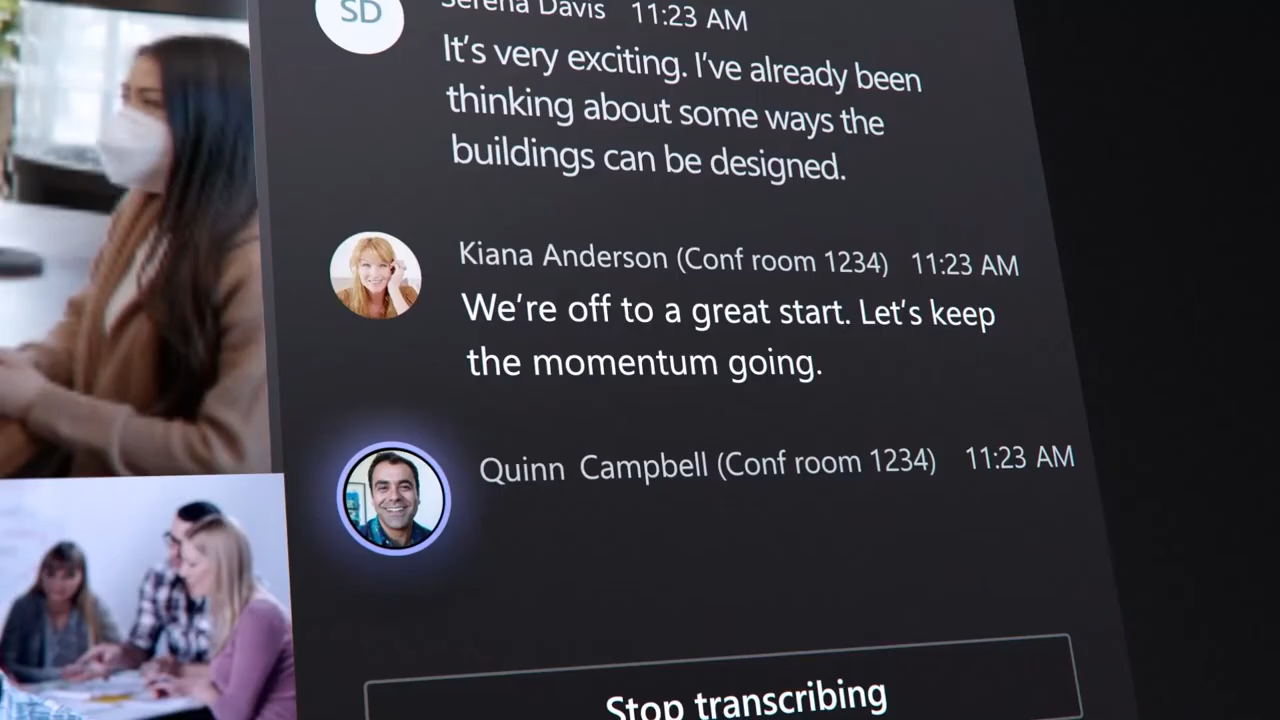 SD
Serena Davis 11:23 AM
It's very exciting. I've already been
thinking about some ways the
buildings can be designed.
Kiana Anderson (Conf room 1234) 11:23 AM
We're off to a great start. Let's keep
the momentum going.
Quinn Campbell (Conf room 1234) 11:23 AM
Stop transcribing